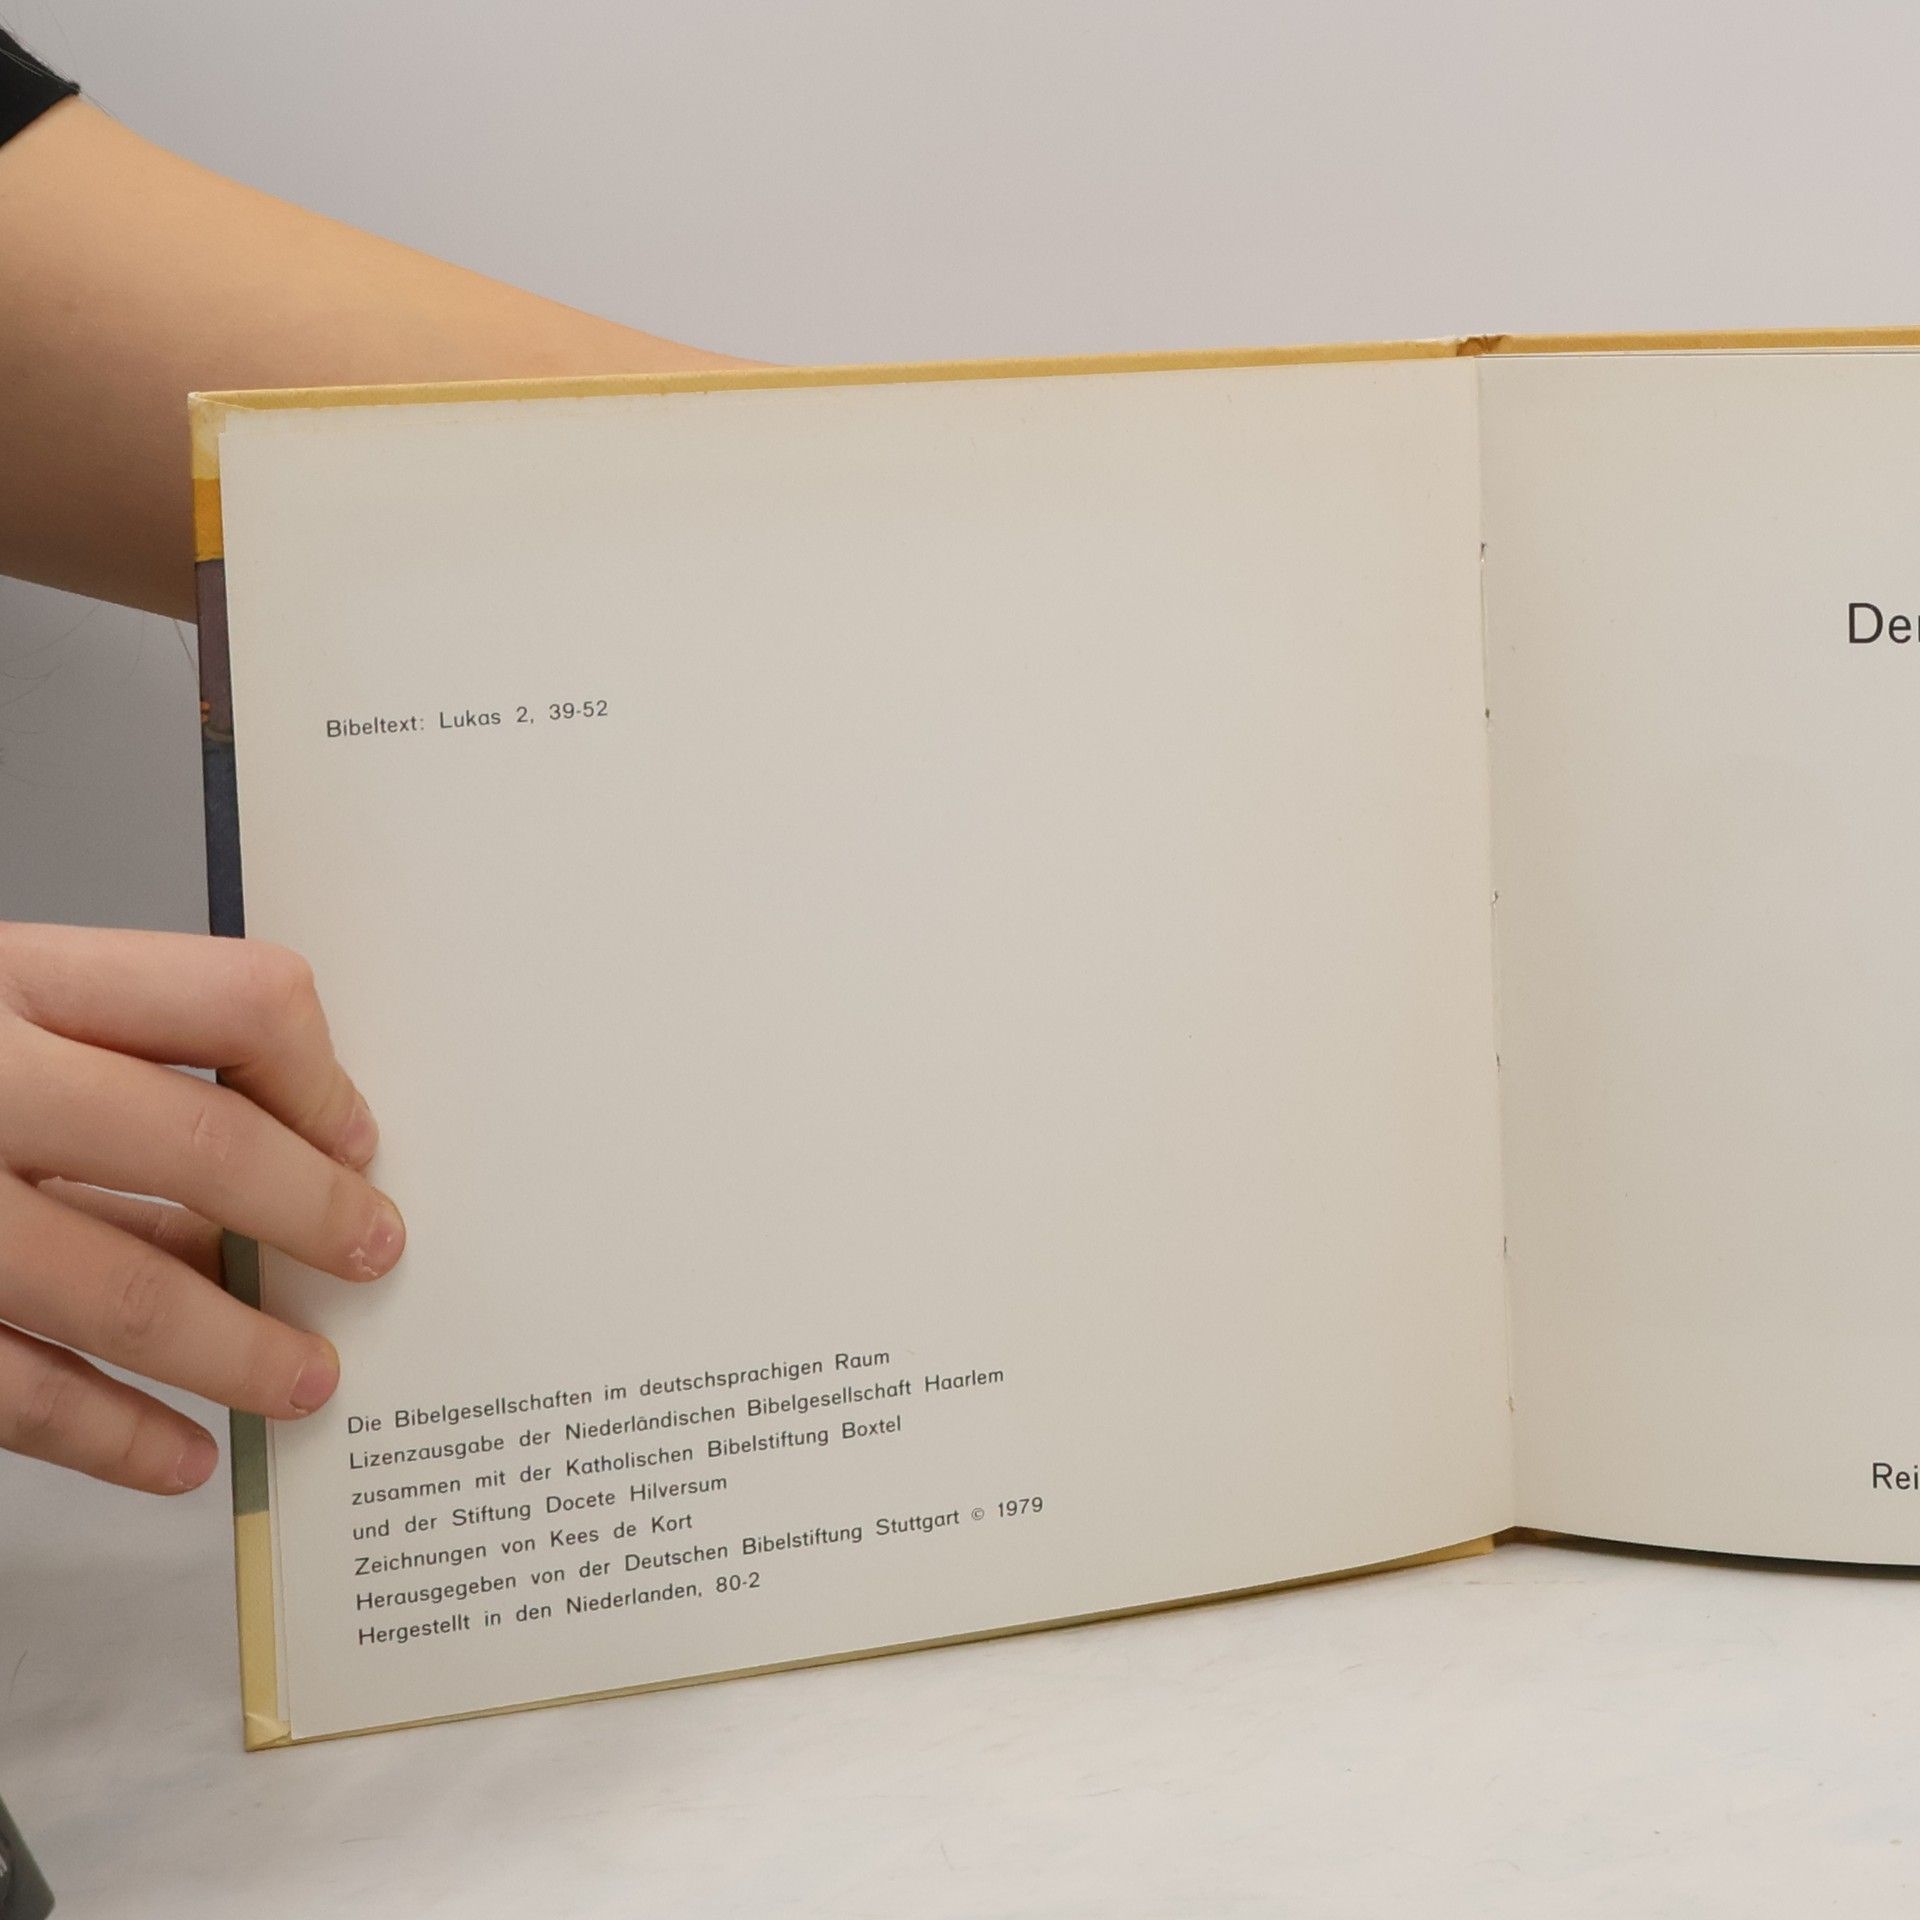 Bibeltext: Lukas 2, 39-52
Die Bibelgesellschaften im deutschsprachigen Raum
Lizenzausgabe der Niederländischen Bibelgesellschaft Haarlem
zusammen mit der Katholischen Bibelstiftung Boxtel
und der Stiftung Docete Hilversum
Zeichnungen von Kees de Kort
Herausgegeben von der Deutschen Bibelstiftung Stuttgart © 1979
Hergestellt in den Niederlanden, 80-2